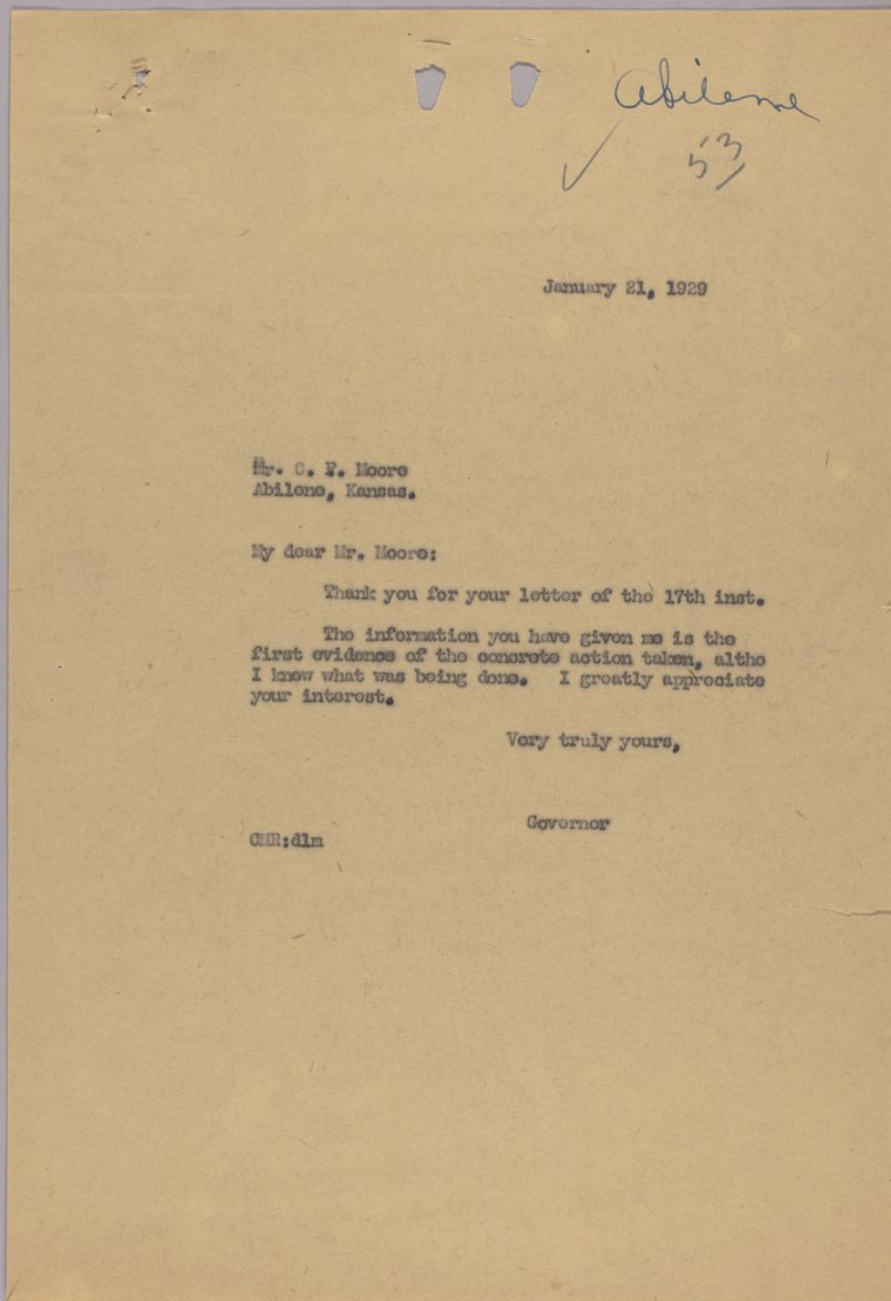 Abilene
53
January 21, 1929
Mr. C. F. Moore
Abilene, Kansas.
My dear Mr. Moore:
Thank you for your letter of the 17th inst.
The information you have given me is the
first evidence of the concrete action taken, altho
I knew what was being done. I greatly appreciate
your interest.
Very truly yours,
Governor
CMR:dlm